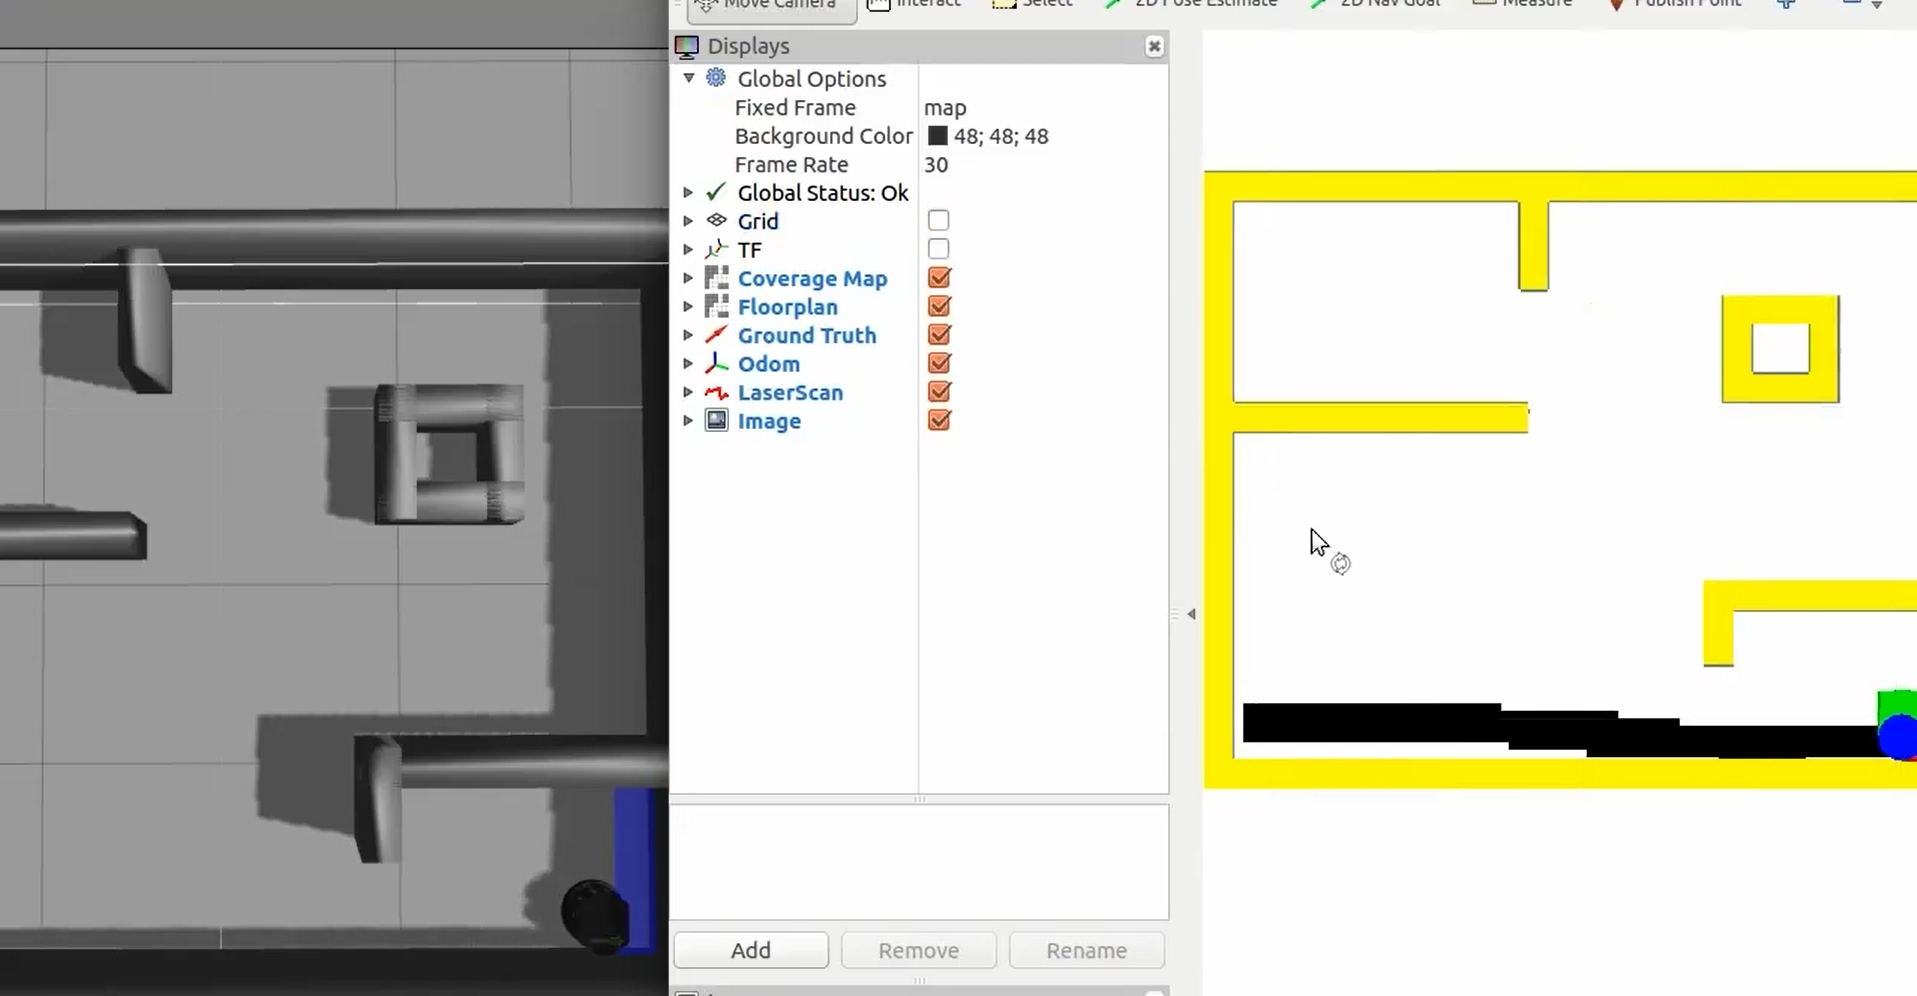 Move Camera Interact Select 2D Pose Estimate 2D Nav Goal Measure Publish Point
Displays
Global Options
Fixed Frame map
Background Color 48; 48; 48
Frame Rate 30
Global Status: Ok
Grid
TF
Coverage Map
Floorplan
Ground Truth
Odom
LaserScan
Image
Add Remove Rename